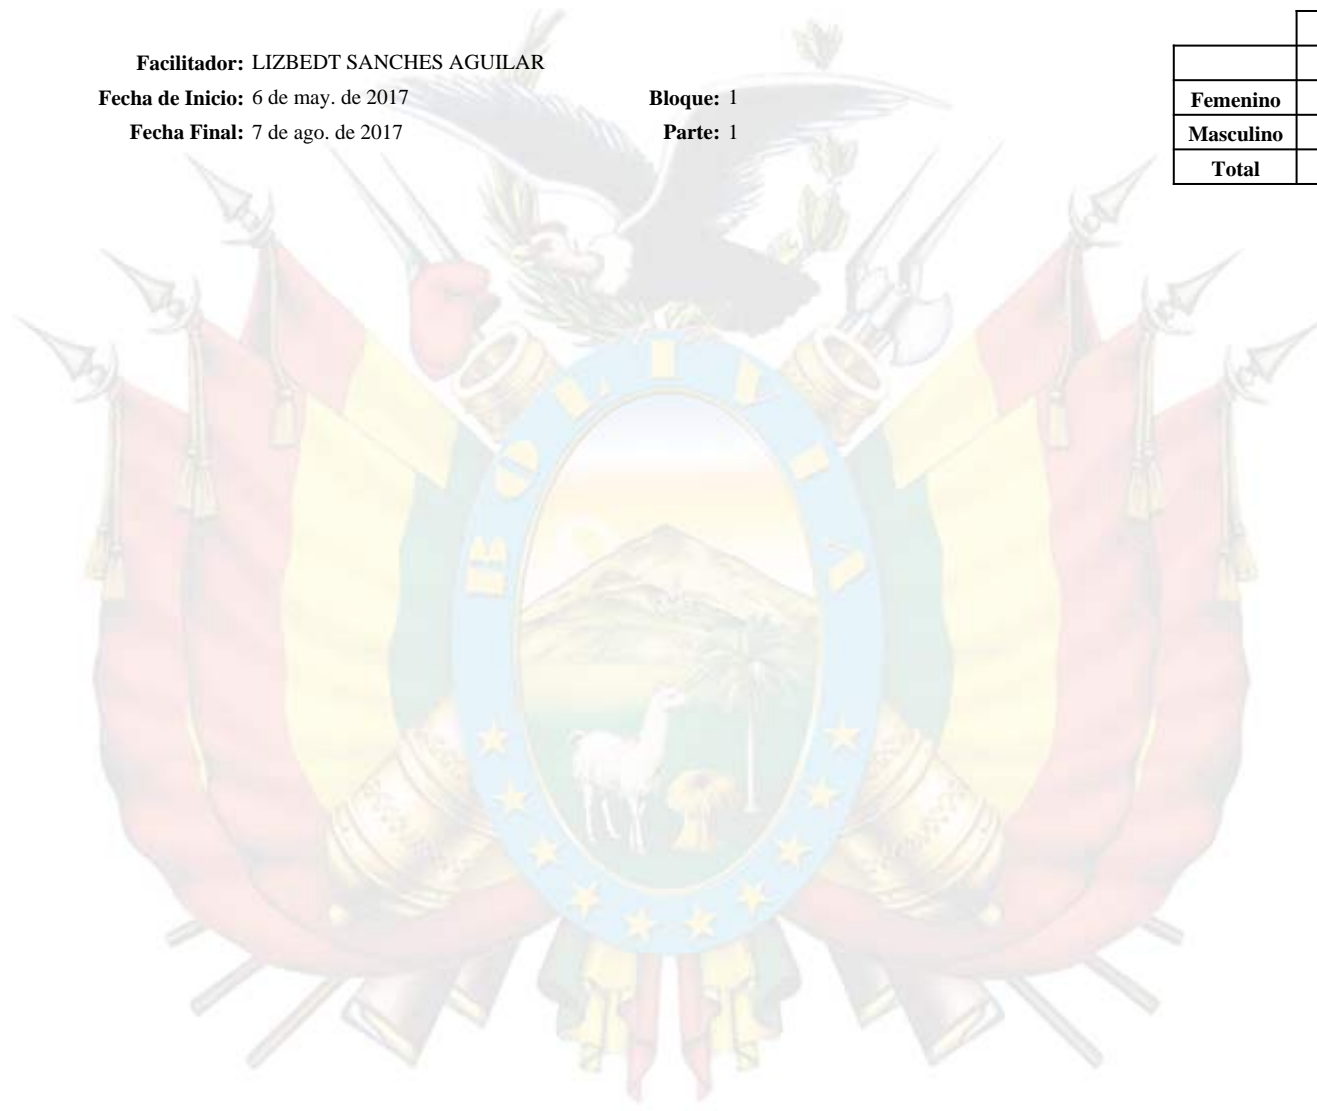 Facilitador: LIZBEDT SANCHES AGUILAR
Fecha de Inicio: 6 de may. de 2017 Bloque: 1
Fecha Final: 7 de ago. de 2017 Parte: 1
Femenino
Masculino
Total
BOLIVIA